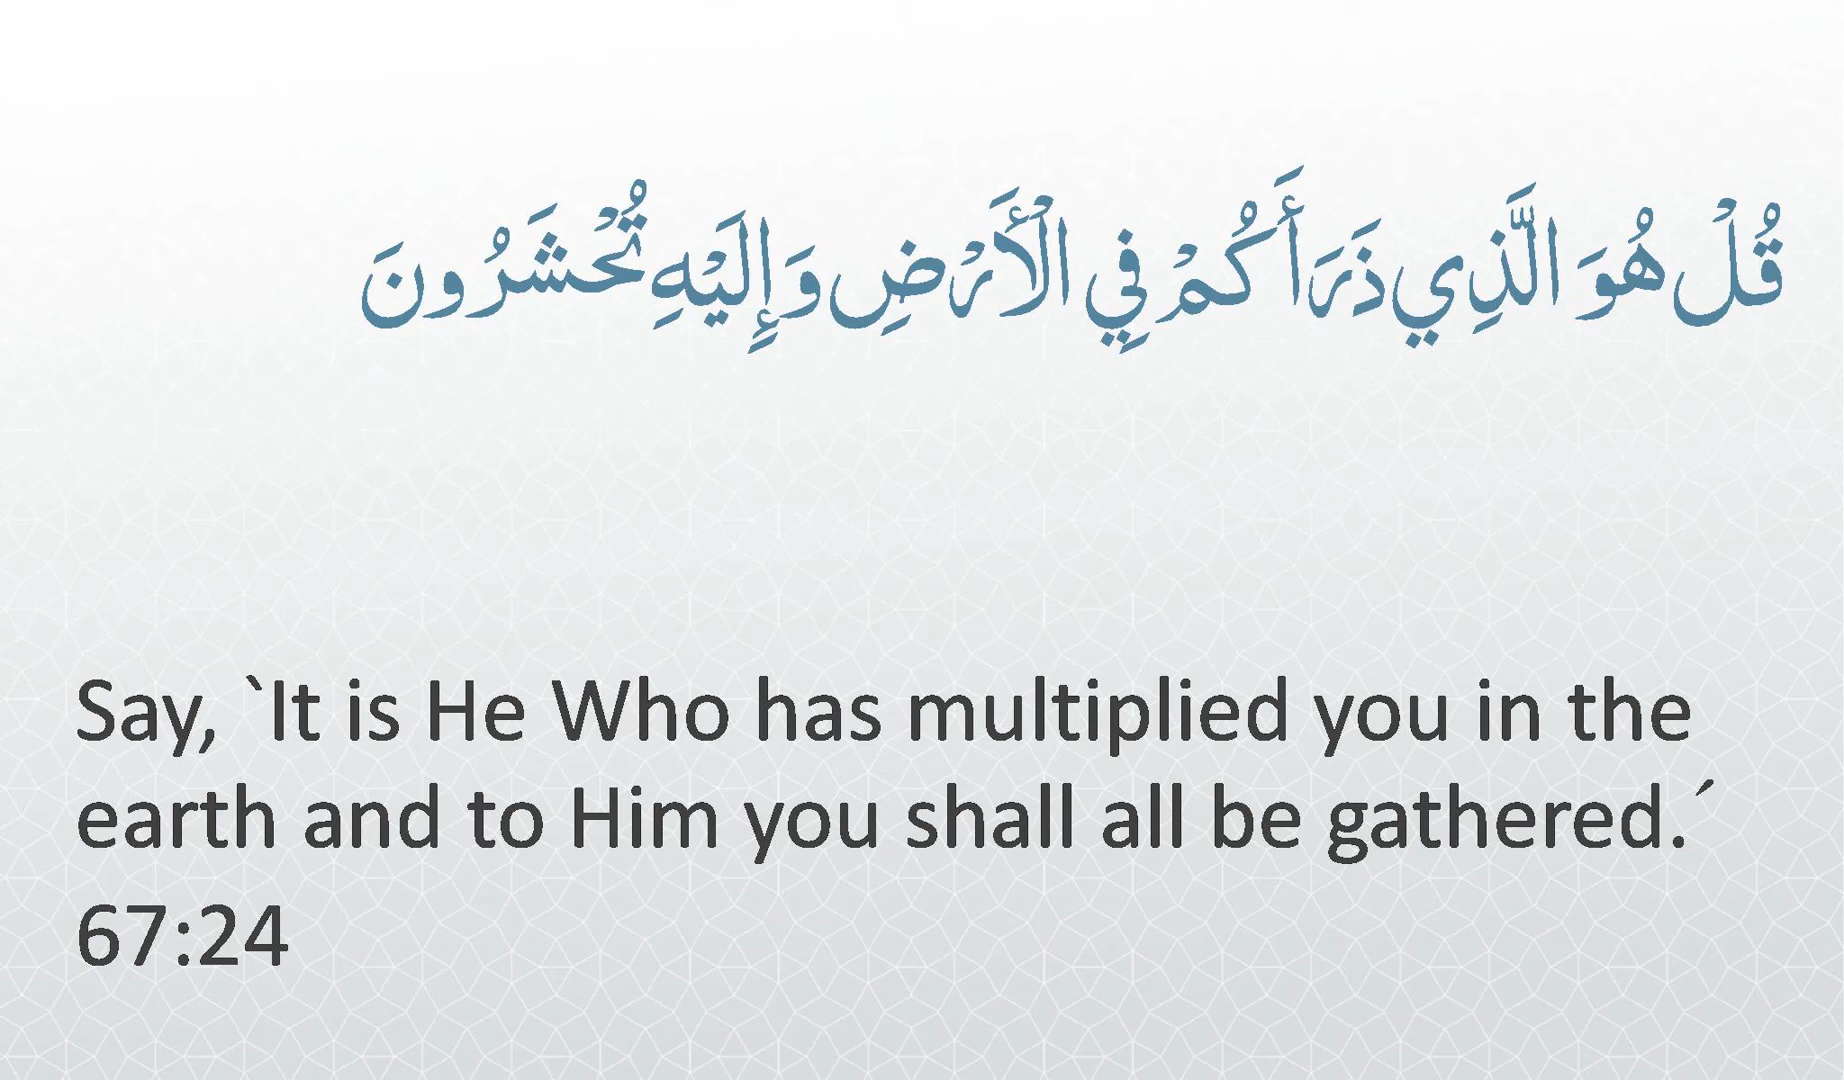 قُلْ هُوَ الَّذِي ذَرَأَكُمْ فِي الْأَرْضِ وَإِلَيْهِ تُحْشَرُونَ
Say, `It is He Who has multiplied you in the
earth and to Him you shall all be gathered.´
67:24